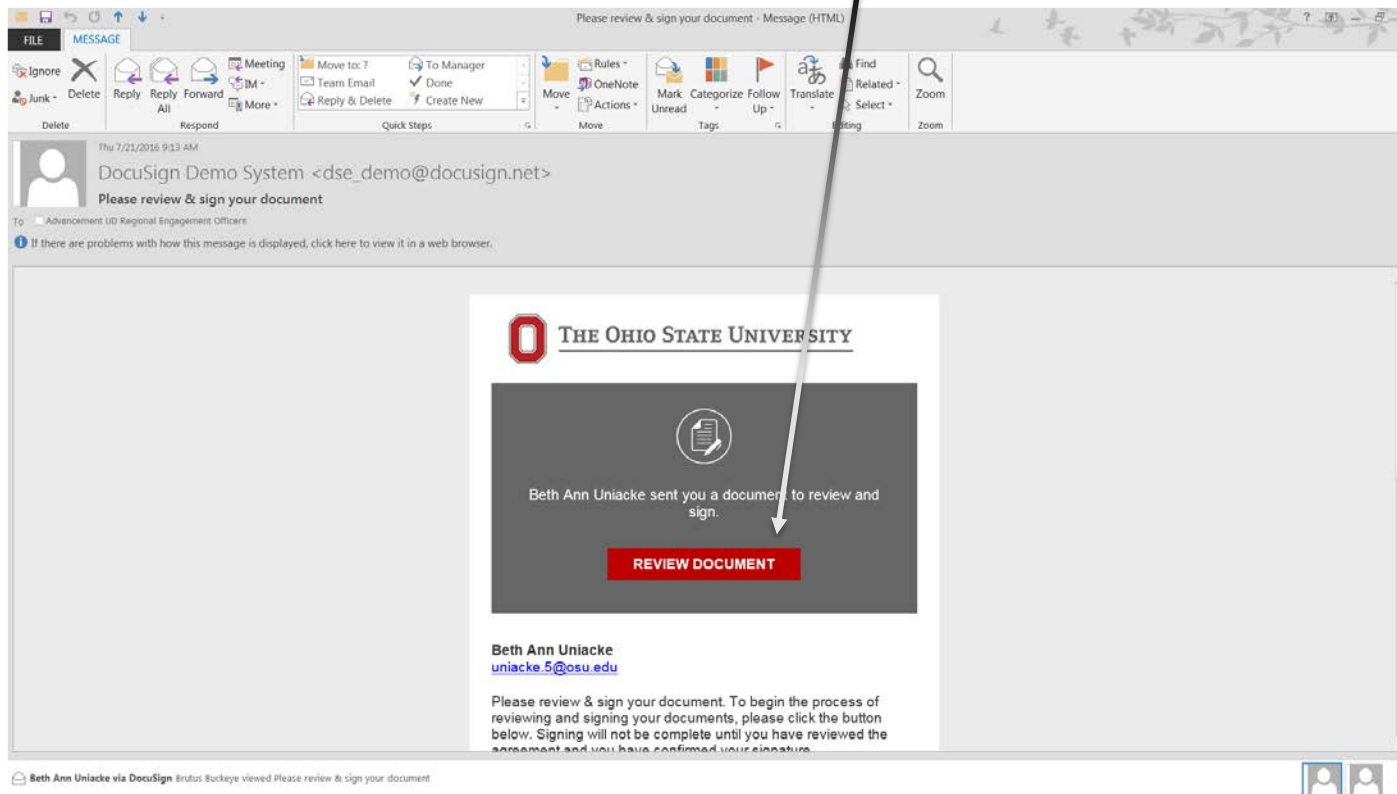 Please review & sign your document - Message (HTML)
FILE MESSAGE
Ignore
Junk
Delete
Reply
Reply All
Forward
Meeting
IM
More
Move to: ?
Team Email
Reply & Delete
To Manager
Done
Create New
Move
Rules
OneNote
Actions
Mark Unread
Categorize
Follow Up
Translate
Find
Related
Select
Zoom
Delete
Respond
Quick Steps
Move
Tags
Editing
Zoom
Thu 7/21/2016 9:13 AM
DocuSign Demo System <dse_demo@docusign.net>
Please review & sign your document
To Advancement UD Regional Engagement Officers
If there are problems with how this message is displayed, click here to view it in a web browser.
THE OHIO STATE UNIVERSITY
Beth Ann Uniacke sent you a document to review and
sign.
REVIEW DOCUMENT
Beth Ann Uniacke
uniacke.5@osu.edu
Please review & sign your document. To begin the process of
reviewing and signing your documents, please click the button
below. Signing will not be complete until you have reviewed the
agreement and you have confirmed your signature
Beth Ann Uniacke via DocuSign Brutus Buckeye viewed Please review & sign your document